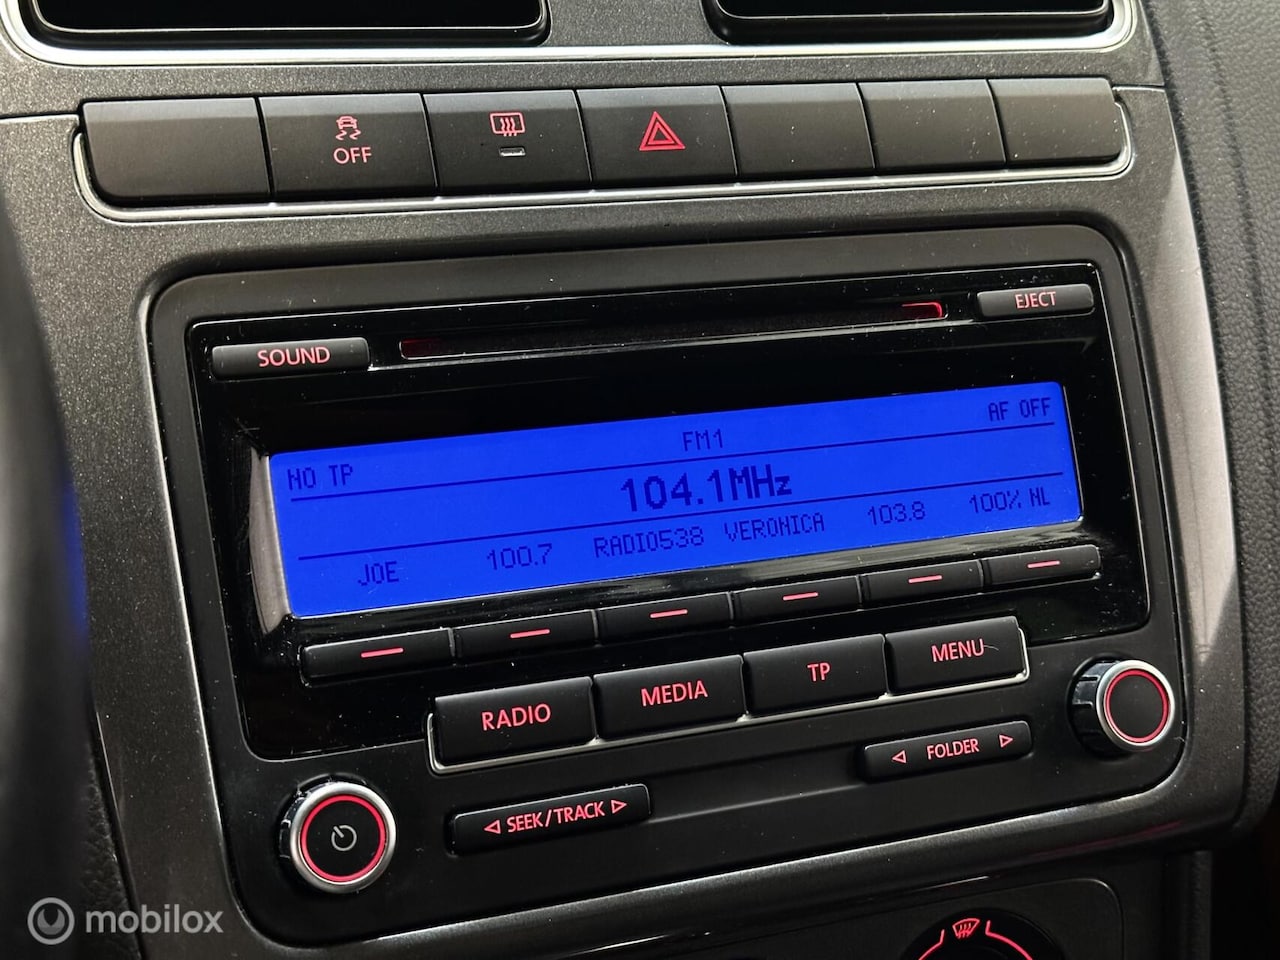 OFF
EJECT
SOUND
AF OFF
FM1
NO TP
104.1MHz
JOE 100.7 RADIO538 VERONICA 103.8 100% NL
RADIO MEDIA TP MENU
FOLDER
SEEK/TRACK
mobilox